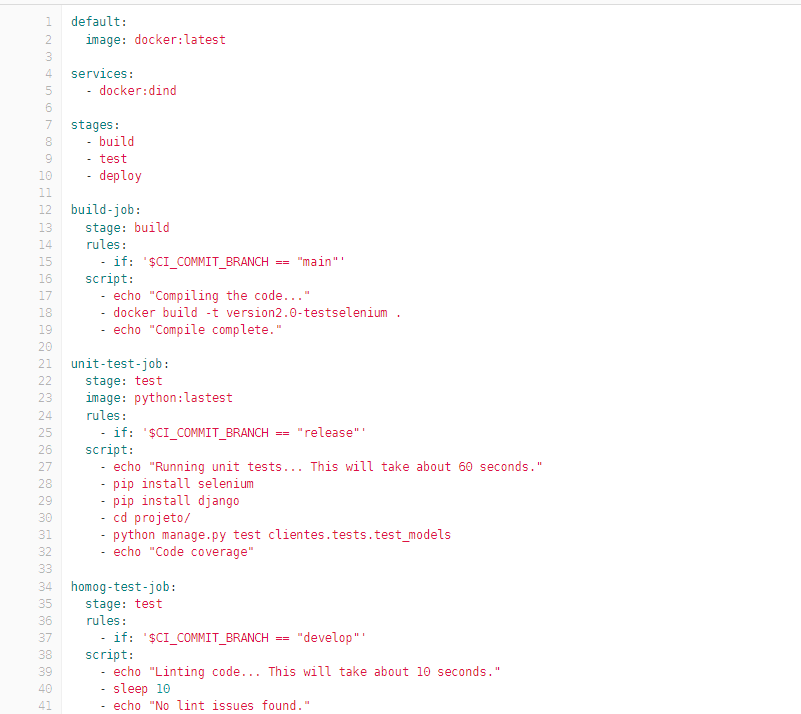 1 default:
2   image: docker:latest
3
4 services:
5   - docker:dind
6
7 stages:
8   - build
9   - test
10   - deploy
11
12 build-job:
13   stage: build
14   rules:
15     - if: '$CI_COMMIT_BRANCH == "main"'
16   script:
17     - echo "Compiling the code..."
18     - docker build -t version2.0-testselenium .
19     - echo "Compile complete."
20
21 unit-test-job:
22   stage: test
23   image: python:lastest
24   rules:
25     - if: '$CI_COMMIT_BRANCH == "release"'
26   script:
27     - echo "Running unit tests... This will take about 60 seconds."
28     - pip install selenium
29     - pip install django
30     - cd projeto/
31     - python manage.py test clientes.tests.test_models
32     - echo "Code coverage"
33
34 homog-test-job:
35   stage: test
36   rules:
37     - if: '$CI_COMMIT_BRANCH == "develop"'
38   script:
39     - echo "Linting code... This will take about 10 seconds."
40     - sleep 10
41     - echo "No lint issues found."